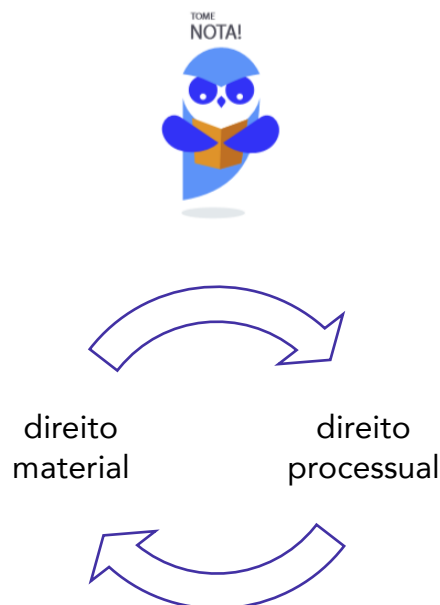 TOME
NOTA!
direito
material
direito
processual